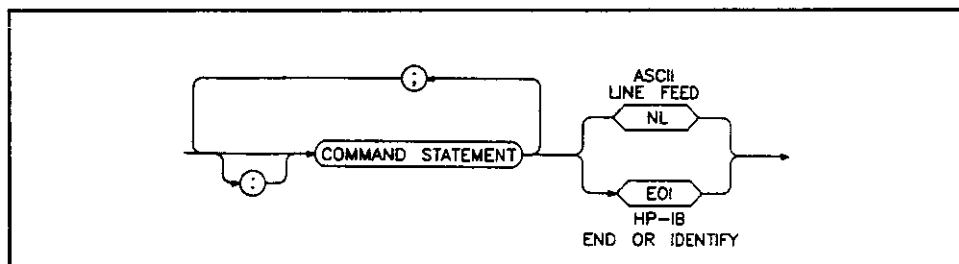 ;
ASCII
LINE FEED
NL
COMMAND STATEMENT
:
EOI
HP-IB
END OR IDENTIFY